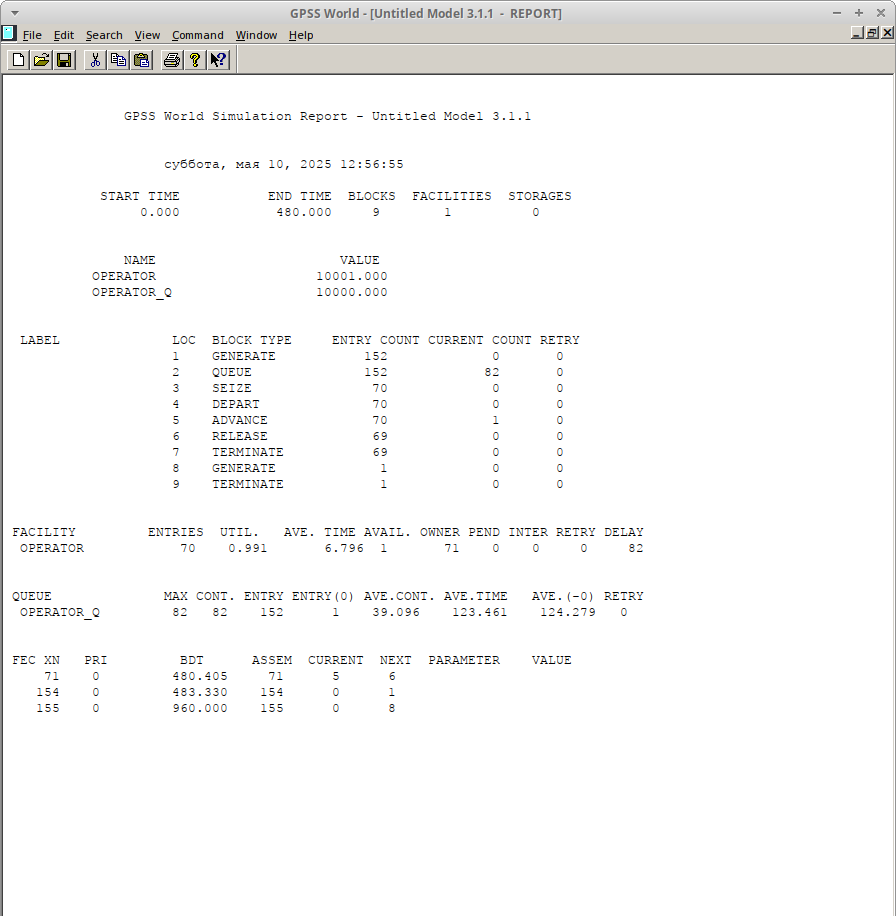 GPSS World - [Untitled Model 3.1.1 - REPORT]
File Edit Search View Command Window Help
GPSS World Simulation Report - Untitled Model 3.1.1
суббота, мая 10, 2025 12:56:55
START TIME END TIME BLOCKS FACILITIES STORAGES
0.000 480.000 9 1 0
NAME VALUE
OPERATOR 10001.000
OPERATOR_Q 10000.000
LABEL LOC BLOCK TYPE ENTRY COUNT CURRENT COUNT RETRY
1 GENERATE 152 0 0
2 QUEUE 152 82 0
3 SEIZE 70 0 0
4 DEPART 70 0 0
5 ADVANCE 70 1 0
6 RELEASE 69 0 0
7 TERMINATE 69 0 0
8 GENERATE 1 0 0
9 TERMINATE 1 0 0
FACILITY ENTRIES UTIL. AVE. TIME AVAIL. OWNER PEND INTER RETRY DELAY
OPERATOR 70 0.991 6.796 1 71 0 0 0 82
QUEUE MAX CONT. ENTRY ENTRY(0) AVE.CONT. AVE.TIME AVE.(-0) RETRY
OPERATOR_Q 82 82 152 1 39.096 123.461 124.279 0
FEC XN PRI BDT ASSEM CURRENT NEXT PARAMETER VALUE
71 0 480.405 71 5 6
154 0 483.330 154 0 1
155 0 960.000 155 0 8